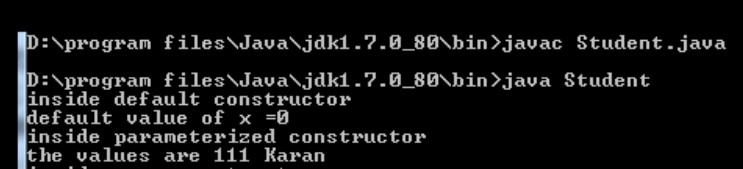 D:\program files\Java\jdk1.7.0_80\bin>javac Student.java
D:\program files\Java\jdk1.7.0_80\bin>java Student
inside default constructor
default value of x =0
inside parameterized constructor
the values are 111 Karan